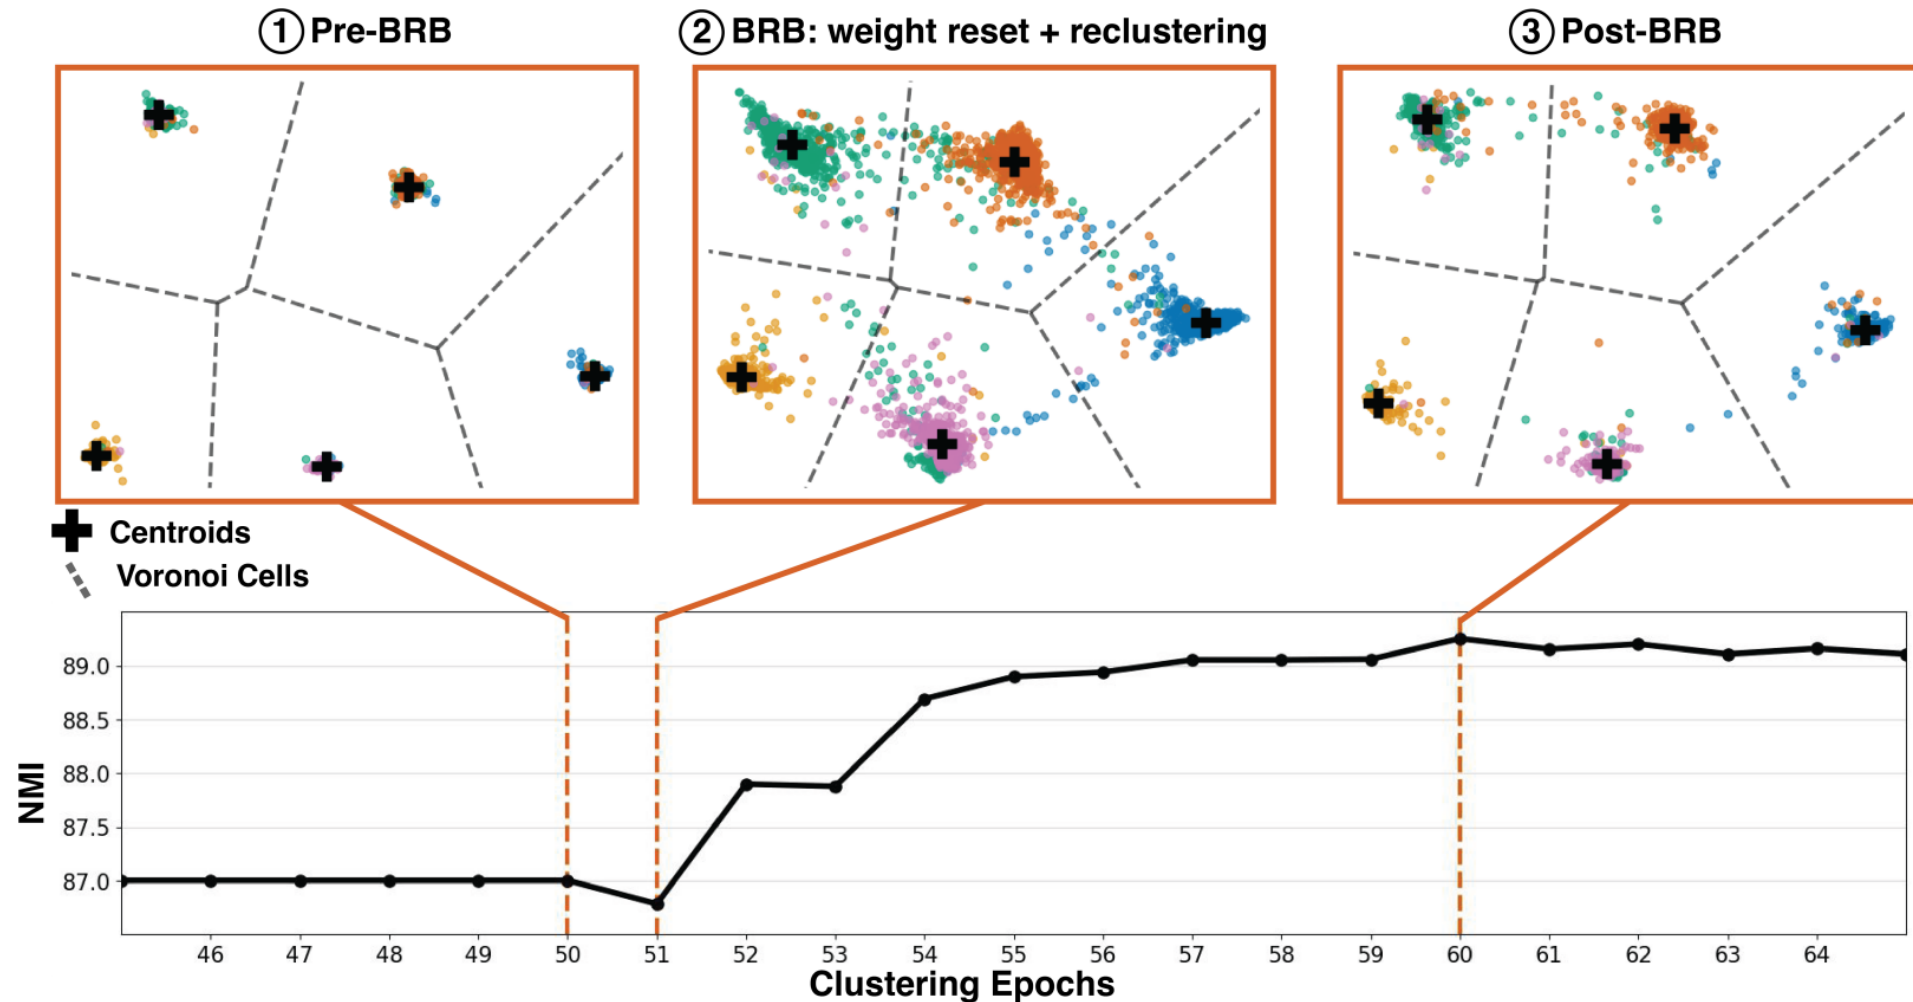 ① Pre-BRB
② BRB: weight reset + reclustering
③ Post-BRB
Centroids
Voronoi Cells
NMI
89.0
88.5
88.0
87.5
87.0
46 47 48 49 50 51 52 53 54 55 56 57 58 59 60 61 62 63 64
Clustering Epochs